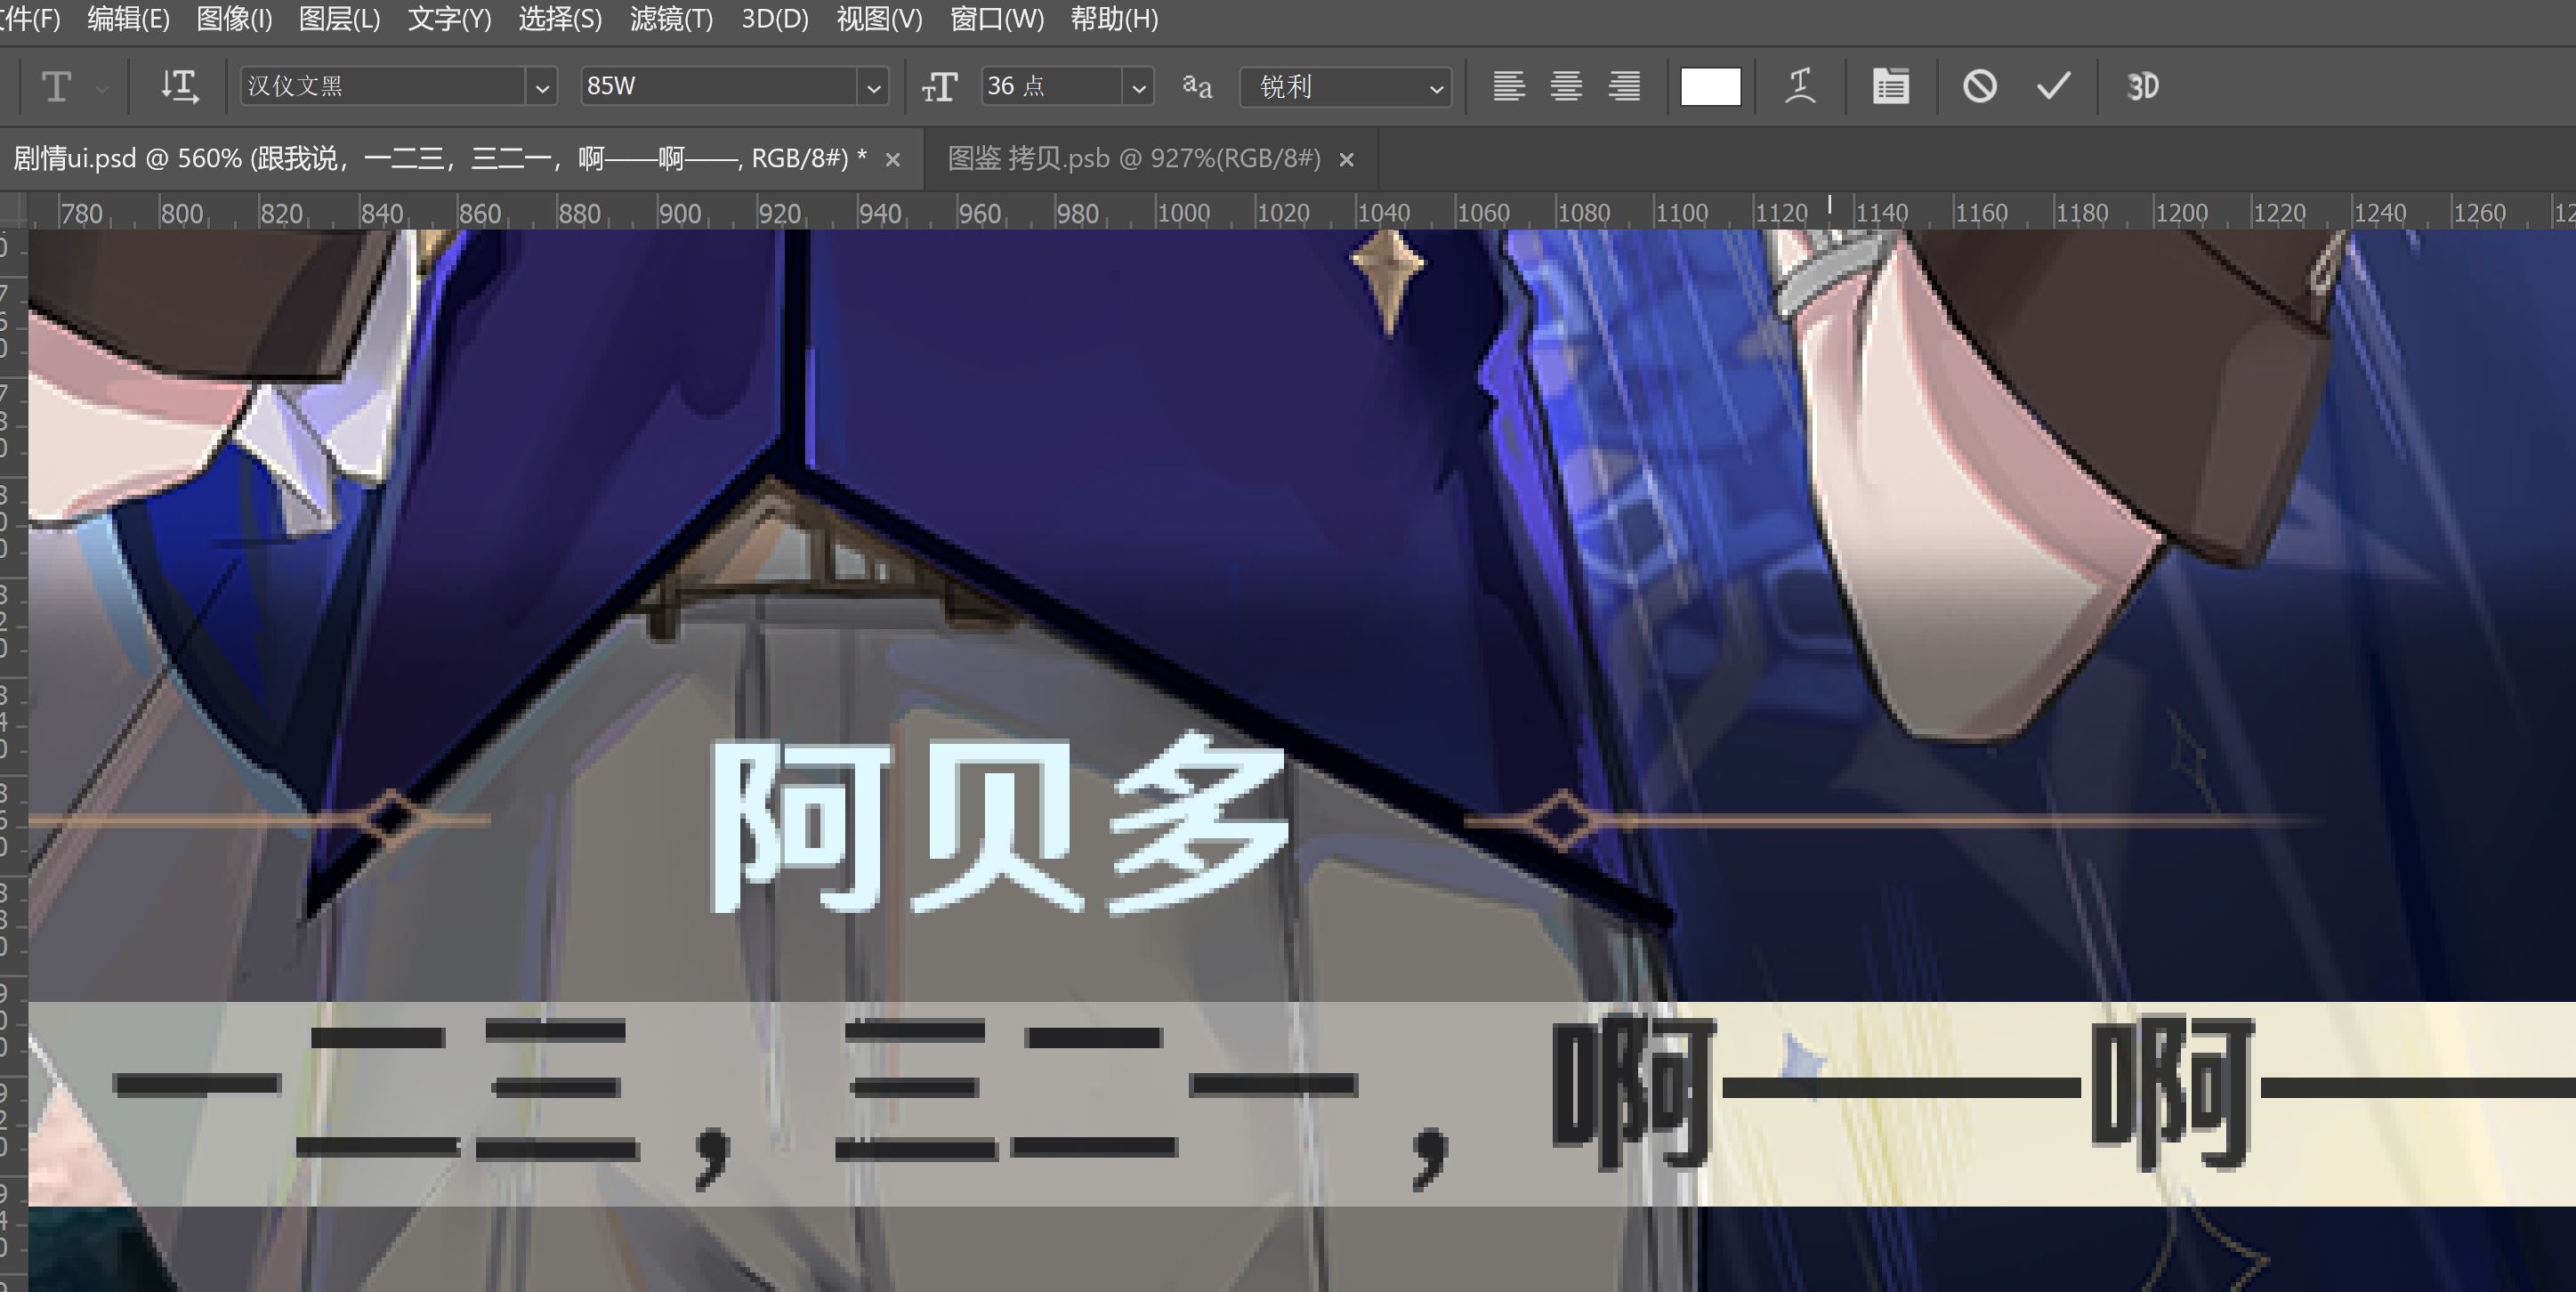 文件(F) 编辑(E) 图像(I) 图层(L) 文字(Y) 选择(S) 滤镜(T) 3D(D) 视图(V) 窗口(W) 帮助(H)
T 汉仪文黑 85W 36 点 aa 锐利 3D
剧情ui.psd @ 560% (跟我说，一二三，三二一，啊——啊——, RGB/8#) * × 图鉴 拷贝.psb @ 927%(RGB/8#) ×
780 800 820 840 860 880 900 920 940 960 980 1000 1020 1040 1060 1080 1100 1120 1140 1160 1180 1200 1220 1240 1260
阿贝多
一二三，三二一，啊——啊——